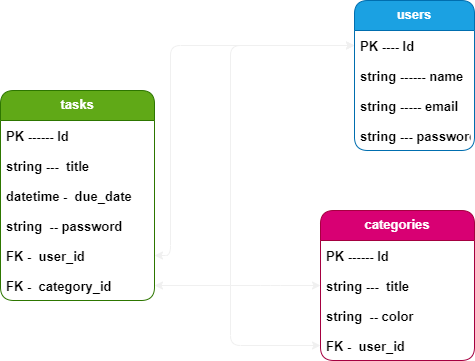 users
PK ---- Id
string ------ name
string ----- email
string --- password
tasks
PK ------ Id
string --- title
datetime - due_date
string -- password
FK - user_id
FK - category_id
categories
PK ------ Id
string --- title
string -- color
FK - user_id